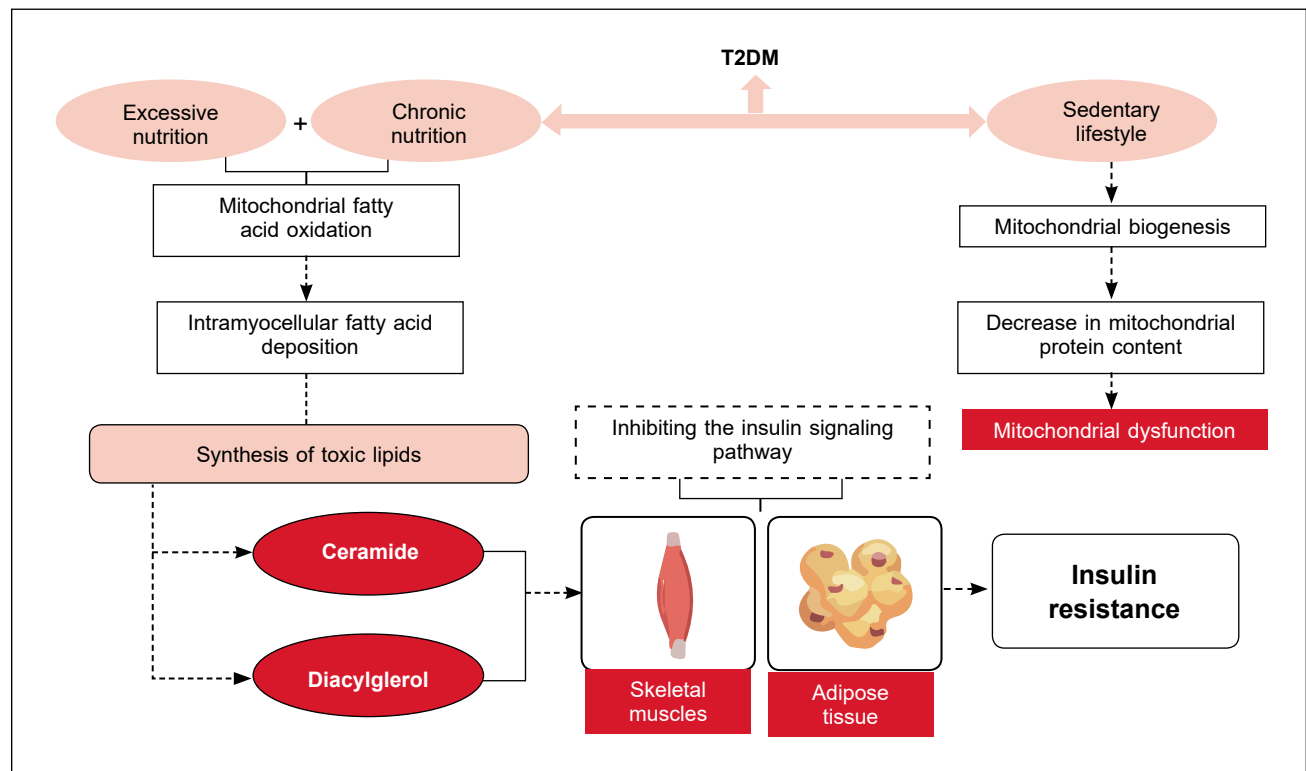 T2DM
Excessive
nutrition
+
Chronic
nutrition
Sedentary
lifestyle
Mitochondrial fatty
acid oxidation
Mitochondrial biogenesis
Intramyocellular fatty acid
deposition
Decrease in mitochondrial
protein content
Mitochondrial dysfunction
Synthesis of toxic lipids
Inhibiting the insulin signaling
pathway
Ceramide
Diacylglerol
Skeletal
muscles
Adipose
tissue
Insulin
resistance